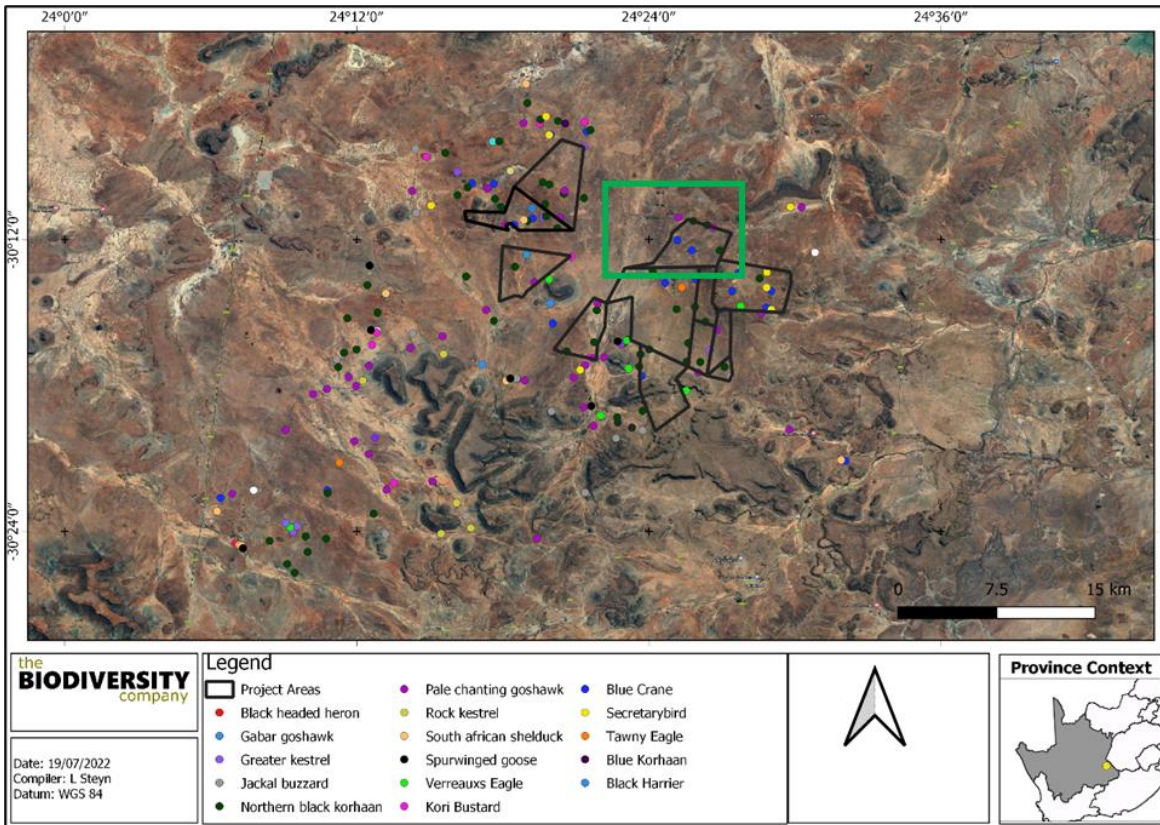 24°0′0″ 24°12′ 24°24′ 24°36′
-30°12′0″
-30°24′0″
0 7.5 15 km
the
BIODIVERSITY
company
Date: 19/07/2022
Compiler: L Steyn
Datum: WGS 84
Legend
Project Areas
Black headed heron
Gabar goshawk
Greater kestrel
Jackal buzzard
Northern black korhaan
Pale chanting goshawk
Rock kestrel
South african shelduck
Spurwinged goose
Verreauxs Eagle
Kori Bustard
Blue Crane
Secretarybird
Tawny Eagle
Blue Korhaan
Black Harrier
Province Context